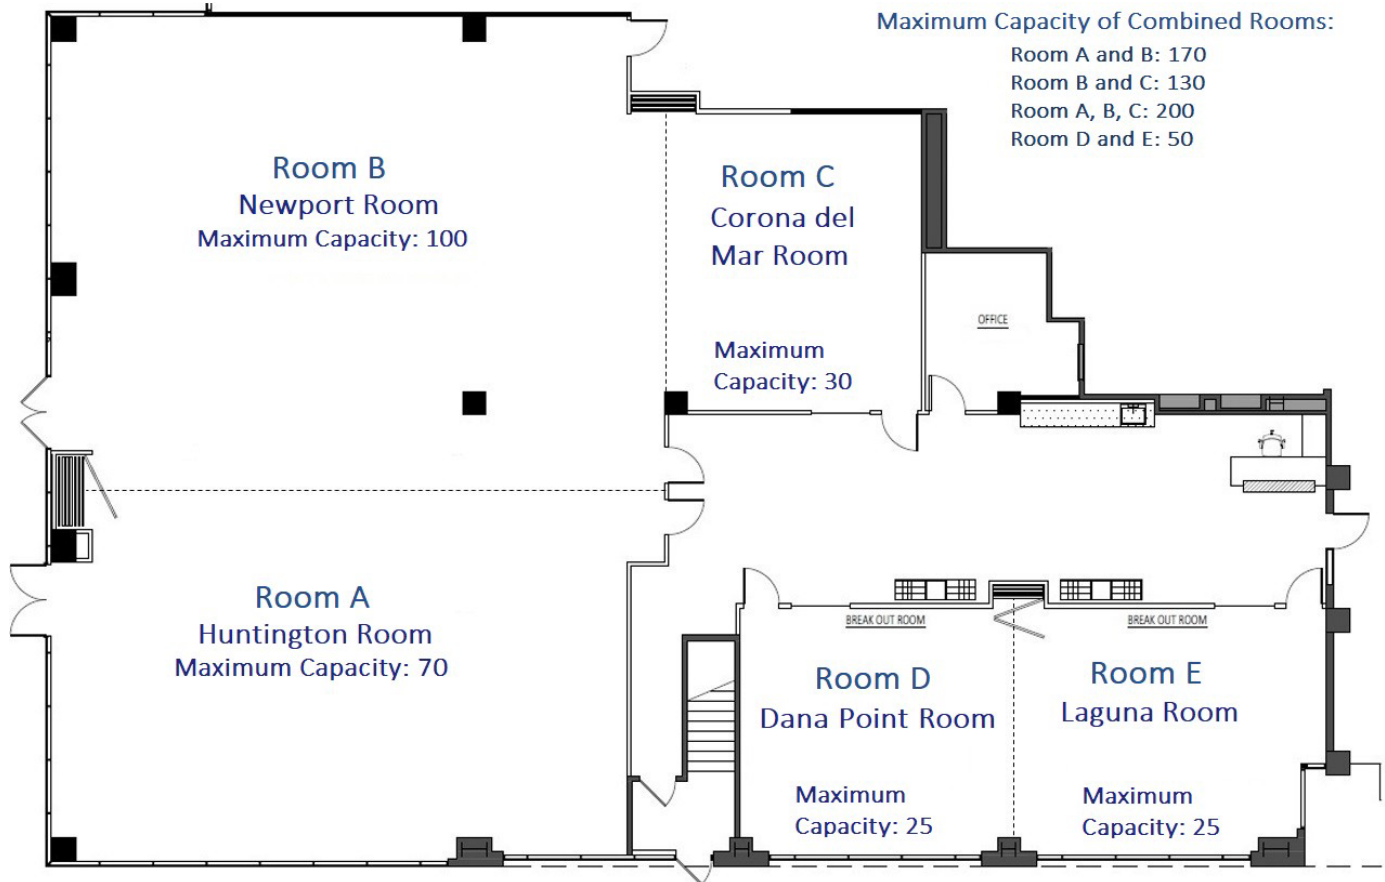 Maximum Capacity of Combined Rooms:
Room A and B: 170
Room B and C: 130
Room A, B, C: 200
Room D and E: 50
Room B
Newport Room
Maximum Capacity: 100
Room C
Corona del
Mar Room
Maximum
Capacity: 30
OFFICE
Room A
Huntington Room
Maximum Capacity: 70
BREAK OUT ROOM
Room D
Dana Point Room
Maximum
Capacity: 25
BREAK OUT ROOM
Room E
Laguna Room
Maximum
Capacity: 25